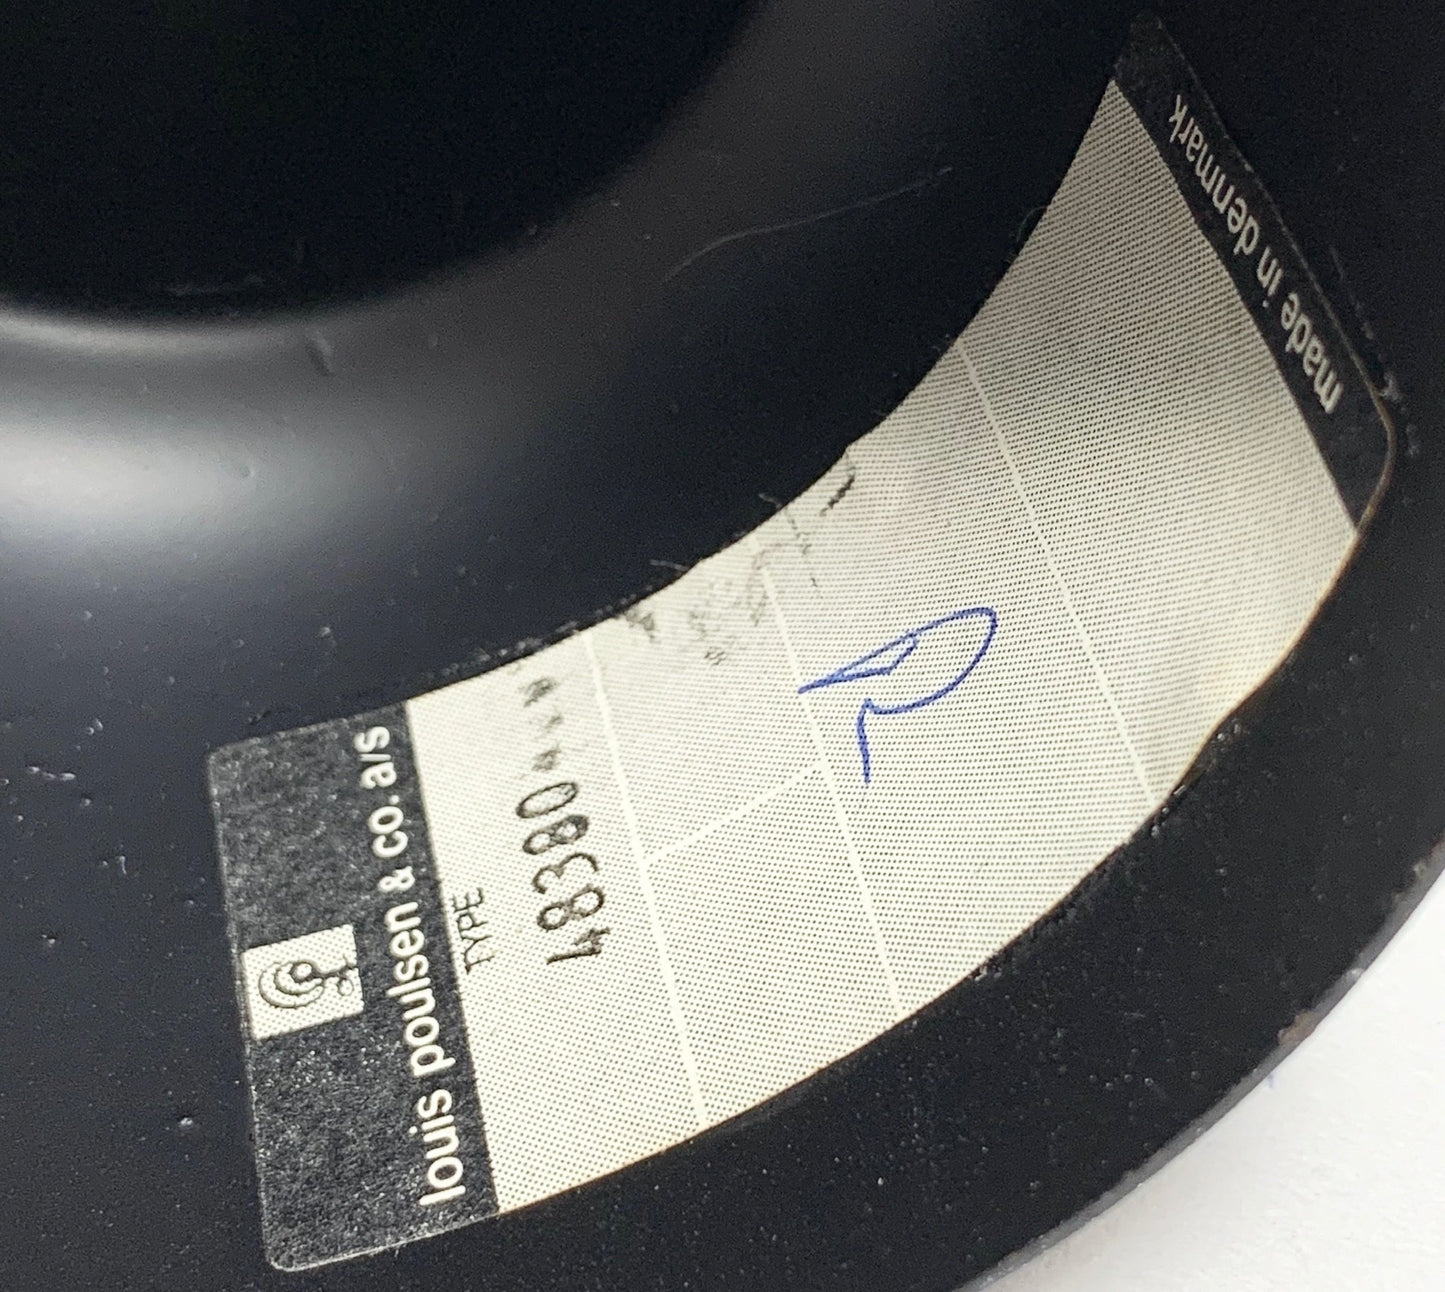 louis poulsen & co. a/s
TYPE
48380
made in denmark